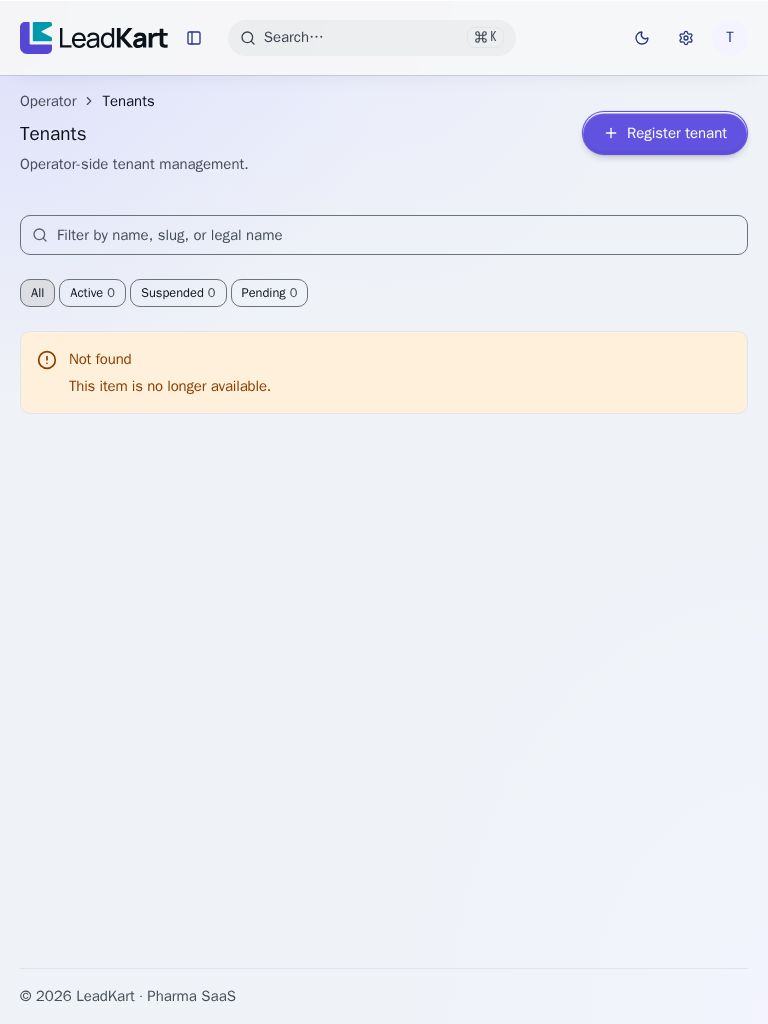 LeadKart
Search…
⌘K
T
Operator > Tenants
Tenants
Register tenant
Operator-side tenant management.
Filter by name, slug, or legal name
All
Active 0
Suspended 0
Pending 0
Not found
This item is no longer available.
© 2026 LeadKart · Pharma SaaS